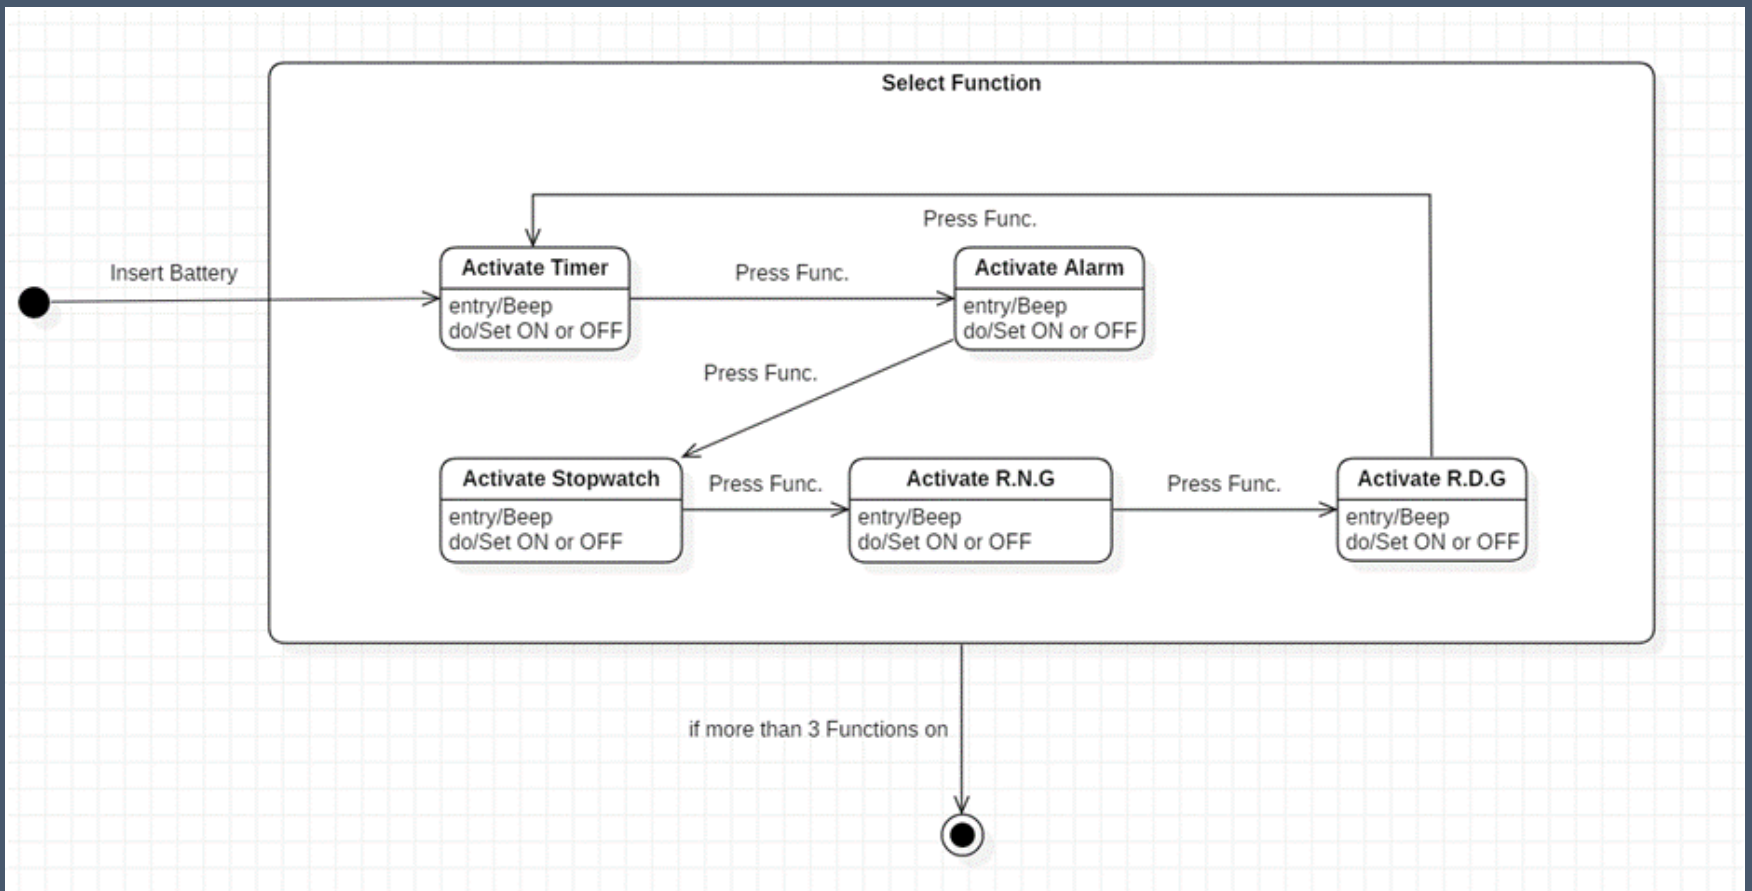 Select Function
Press Func.
Insert Battery
Activate Timer
entry/Beep
do/Set ON or OFF
Press Func.
Activate Alarm
entry/Beep
do/Set ON or OFF
Press Func.
Activate Stopwatch
entry/Beep
do/Set ON or OFF
Press Func.
Activate R.N.G
entry/Beep
do/Set ON or OFF
Press Func.
Activate R.D.G
entry/Beep
do/Set ON or OFF
if more than 3 Functions on